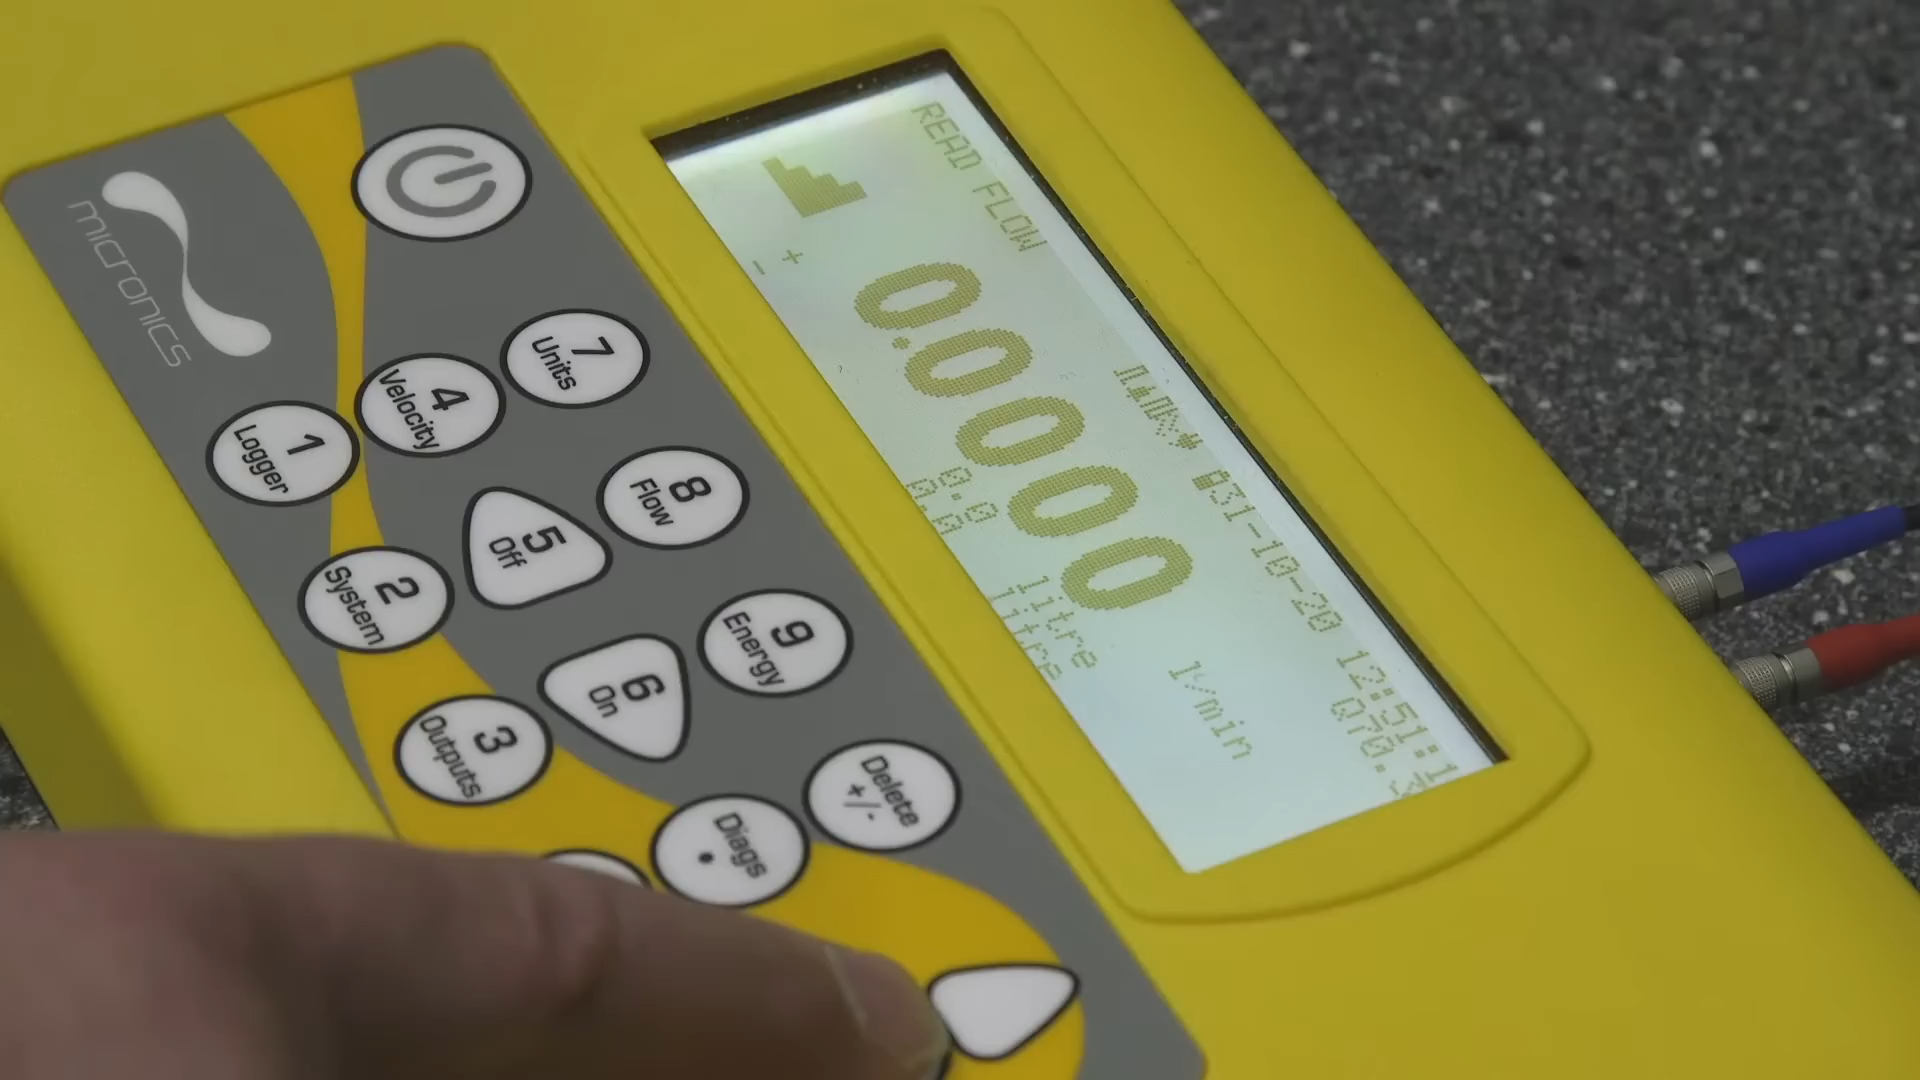 micronics
1
Logger
4
Velocity
7
Units
2
System
5
Off
8
Flow
3
Outputs
6
On
9
Energy
Diags
•
Delete
+/-
READ FLOW
31-10-20 12:51:1
0.0000
l/min
+ 0.0 litre
- 0.0 litre